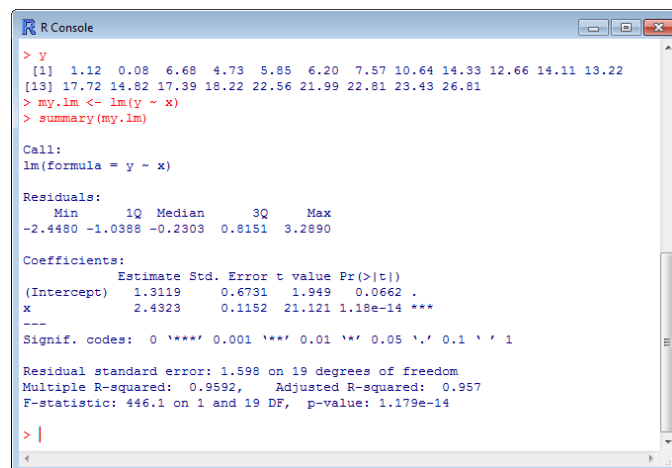 R Console
> y
[1] 1.12 0.08 6.68 4.73 5.85 6.20 7.57 10.64 14.33 12.66 14.11 13.22
[13] 17.72 14.82 17.39 18.22 22.56 21.99 22.81 23.43 26.81
> my.lm <- lm(y ~ x)
> summary(my.lm)
Call:
lm(formula = y ~ x)
Residuals:
Min 1Q Median 3Q Max
-2.4480 -1.0388 -0.2303 0.8151 3.2890
Coefficients:
Estimate Std. Error t value Pr(>|t|)
(Intercept) 1.3119 0.6731 1.949 0.0662 .
x 2.4323 0.1152 21.121 1.18e-14 ***
---
Signif. codes: 0 ‘***’ 0.001 ‘**’ 0.01 ‘*’ 0.05 ‘.’ 0.1 ‘ ’ 1
Residual standard error: 1.598 on 19 degrees of freedom
Multiple R-squared: 0.9592, Adjusted R-squared: 0.957
F-statistic: 446.1 on 1 and 19 DF, p-value: 1.179e-14
> |